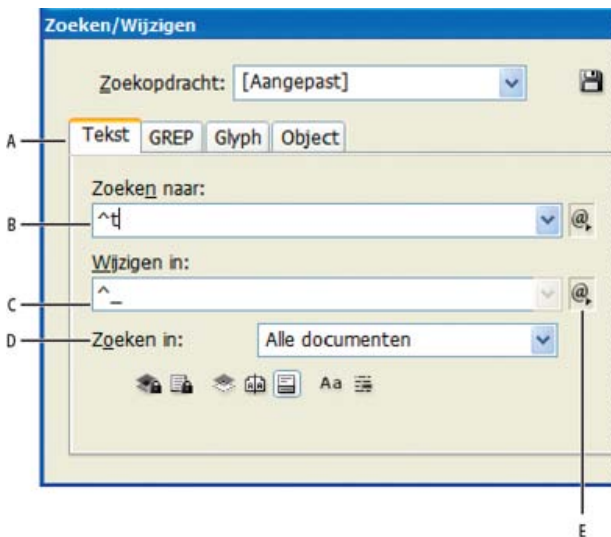 Zoeken/Wijzigen
Zoekopdracht: [Aangepast]
A Tekst GREP Glyph Object
Zoeken naar:
B ^t @
Wijzigen in:
C ^_ @
D Zoeken in: Alle documenten
Aa
E